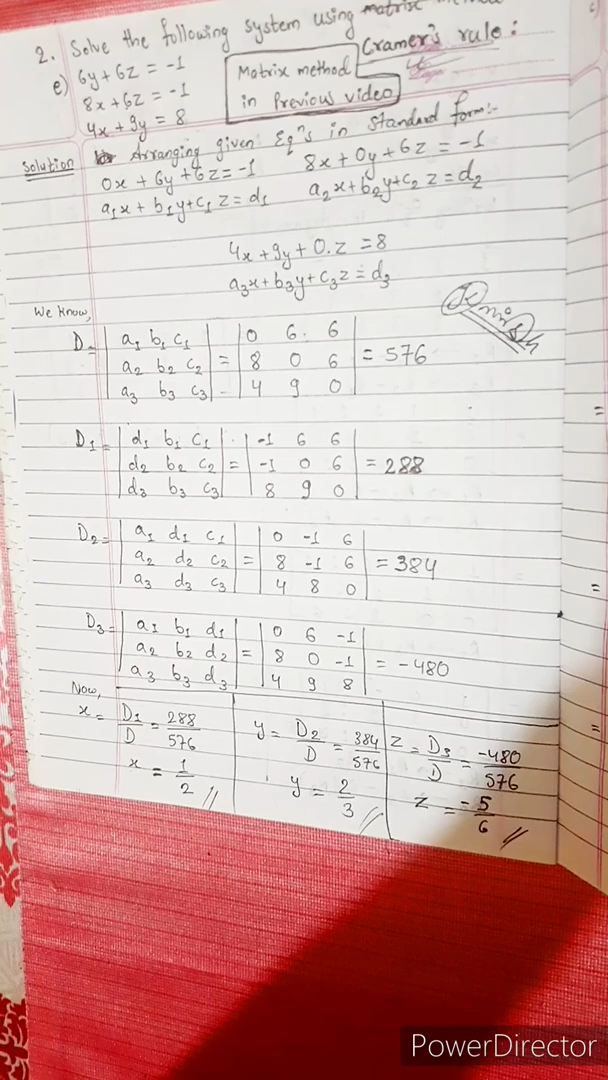 2. Solve the following system using matrix method
Cramer's rule:
e) 6y + 6z = -1
8x + 6z = -1
4x + 9y = 8
Matrix method
in Previous video
Solution Arranging given Eqⁿs in standard form:-
0x + 6y + 6z = -1 8x + 0y + 6z = -1
a₁x + b₁y + c₁z = d₁ a₂x + b₂y + c₂z = d₂
4x + 9y + 0.z = 8
a₃x + b₃y + c₃z = d₃
We know,
D = | a₁ b₁ c₁ | | 0 6 6 |
| a₂ b₂ c₂ | = | 8 0 6 | = 576
| a₃ b₃ c₃ | | 4 9 0 |
D₁ = | d₁ b₁ c₁ | | -1 6 6 |
| d₂ b₂ c₂ | = | -1 0 6 | = 288
| d₃ b₃ c₃ | | 8 9 0 |
D₂ = | a₁ d₁ c₁ | | 0 -1 6 |
| a₂ d₂ c₂ | = | 8 -1 6 | = 384
| a₃ d₃ c₃ | | 4 8 0 |
D₃ = | a₁ b₁ d₁ | | 0 6 -1 |
| a₂ b₂ d₂ | = | 8 0 -1 | = -480
| a₃ b₃ d₃ | | 4 9 8 |
Now,
x = D₁/D = 288/576
x = 1/2 //
y = D₂/D = 384/576
y = 2/3 //
z = D₃/D = -480/576
z = -5/6 //
PowerDirector